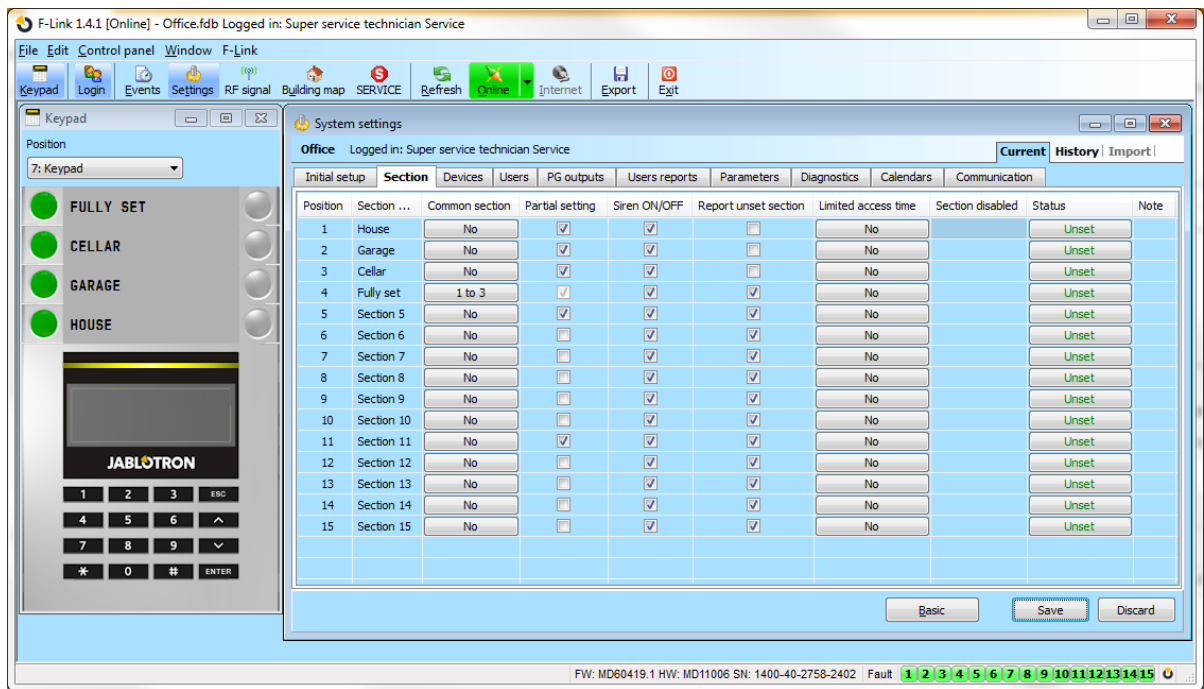 F-Link 1.4.1 [Online] - Office.fdb Logged in: Super service technician Service
File Edit Control panel Window F-Link
Keypad Login Events Settings RF signal Building map SERVICE Refresh Online Internet Export Exit
Keypad
Position
7: Keypad
FULLY SET
CELLAR
GARAGE
HOUSE
JABLOTRON
1 2 3 ESC
4 5 6
7 8 9
* 0 # ENTER
System settings
Office Logged in: Super service technician Service Current History Import
Initial setup Section Devices Users PG outputs Users reports Parameters Diagnostics Calendars Communication
Position Section ... Common section Partial setting Siren ON/OFF Report unset section Limited access time Section disabled Status Note
1 House No No Unset
2 Garage No No Unset
3 Cellar No No Unset
4 Fully set 1 to 3 No Unset
5 Section 5 No No Unset
6 Section 6 No No Unset
7 Section 7 No No Unset
8 Section 8 No No Unset
9 Section 9 No No Unset
10 Section 10 No No Unset
11 Section 11 No No Unset
12 Section 12 No No Unset
13 Section 13 No No Unset
14 Section 14 No No Unset
15 Section 15 No No Unset
Basic Save Discard
FW: MD60419.1 HW: MD11006 SN: 1400-40-2758-2402 Fault 1 2 3 4 5 6 7 8 9 10 11 12 13 14 15